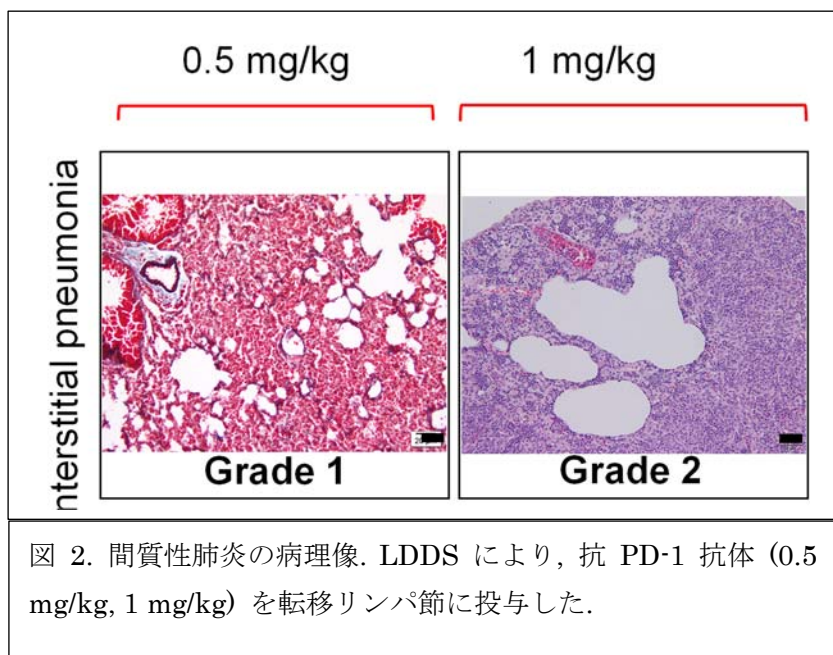 0.5 mg/kg
1 mg/kg
nterstitial pneumonia
Grade 1
Grade 2
図 2. 間質性肺炎の病理像. LDDS により, 抗 PD-1 抗体 (0.5
mg/kg, 1 mg/kg) を転移リンパ節に投与した.